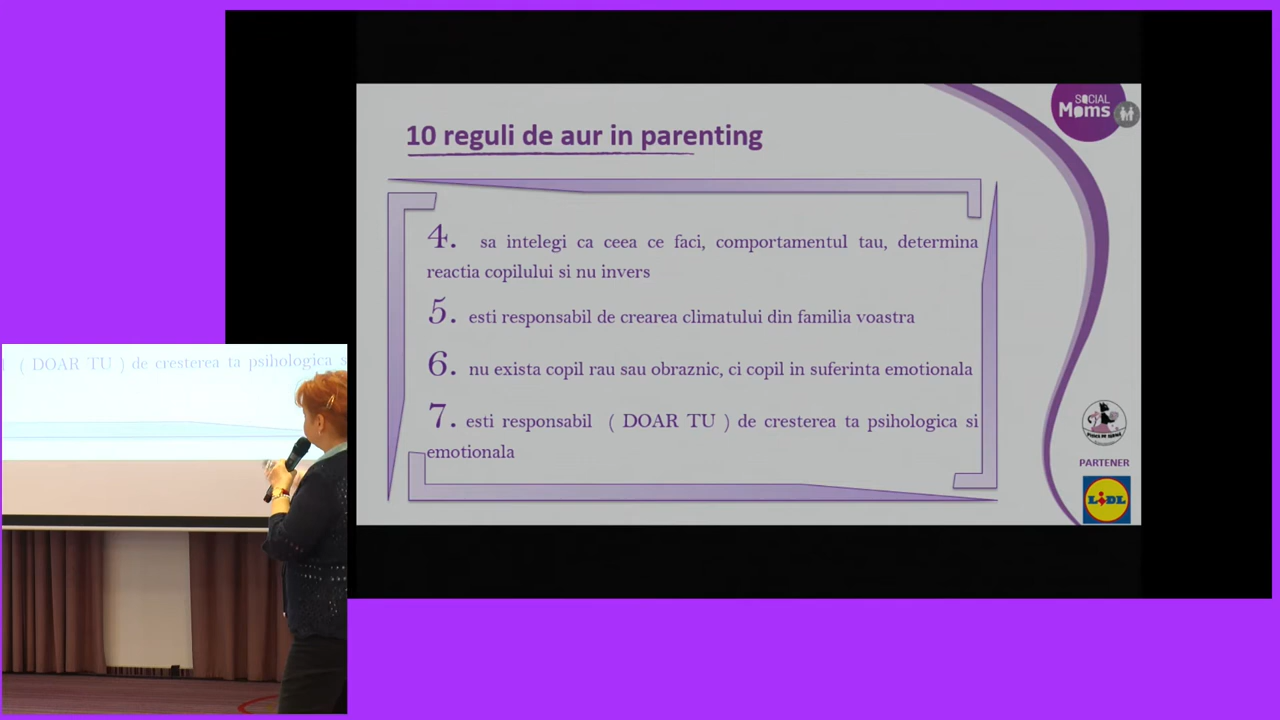 SOCIAL
Moms
10 reguli de aur in parenting
4. sa intelegi ca ceea ce faci, comportamentul tau, determina
reactia copilului si nu invers
5. esti responsabil de crearea climatului din familia voastra
6. nu exista copil rau sau obraznic, ci copil in suferinta emotionala
7. esti responsabil ( DOAR TU ) de cresterea ta psihologica si
emotionala
PARTENER
LIDL
( DOAR TU ) de cresterea ta psihologica s